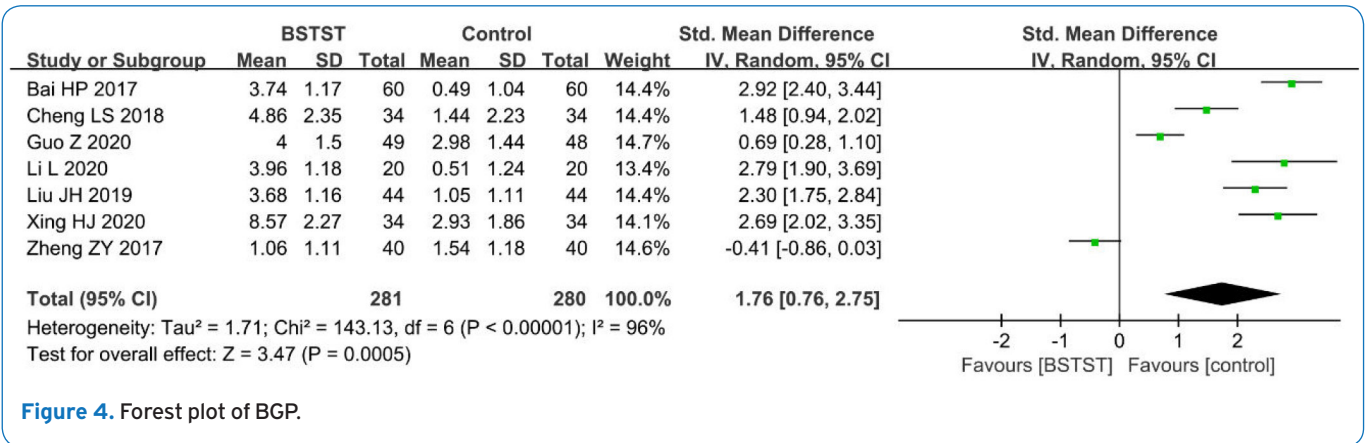 BSTST Control Std. Mean Difference Std. Mean Difference
Study or Subgroup Mean SD Total Mean SD Total Weight IV, Random, 95% CI IV, Random, 95% CI
Bai HP 2017 3.74 1.17 60 0.49 1.04 60 14.4% 2.92 [2.40, 3.44]
Cheng LS 2018 4.86 2.35 34 1.44 2.23 34 14.4% 1.48 [0.94, 2.02]
Guo Z 2020 4 1.5 49 2.98 1.44 48 14.7% 0.69 [0.28, 1.10]
Li L 2020 3.96 1.18 20 0.51 1.24 20 13.4% 2.79 [1.90, 3.69]
Liu JH 2019 3.68 1.16 44 1.05 1.11 44 14.4% 2.30 [1.75, 2.84]
Xing HJ 2020 8.57 2.27 34 2.93 1.86 34 14.1% 2.69 [2.02, 3.35]
Zheng ZY 2017 1.06 1.11 40 1.54 1.18 40 14.6% -0.41 [-0.86, 0.03]
Total (95% CI) 281 280 100.0% 1.76 [0.76, 2.75]
Heterogeneity: Tau² = 1.71; Chi² = 143.13, df = 6 (P < 0.00001); I² = 96%
Test for overall effect: Z = 3.47 (P = 0.0005)
-2 -1 0 1 2
Favours [BSTST] Favours [control]
Figure 4. Forest plot of BGP.